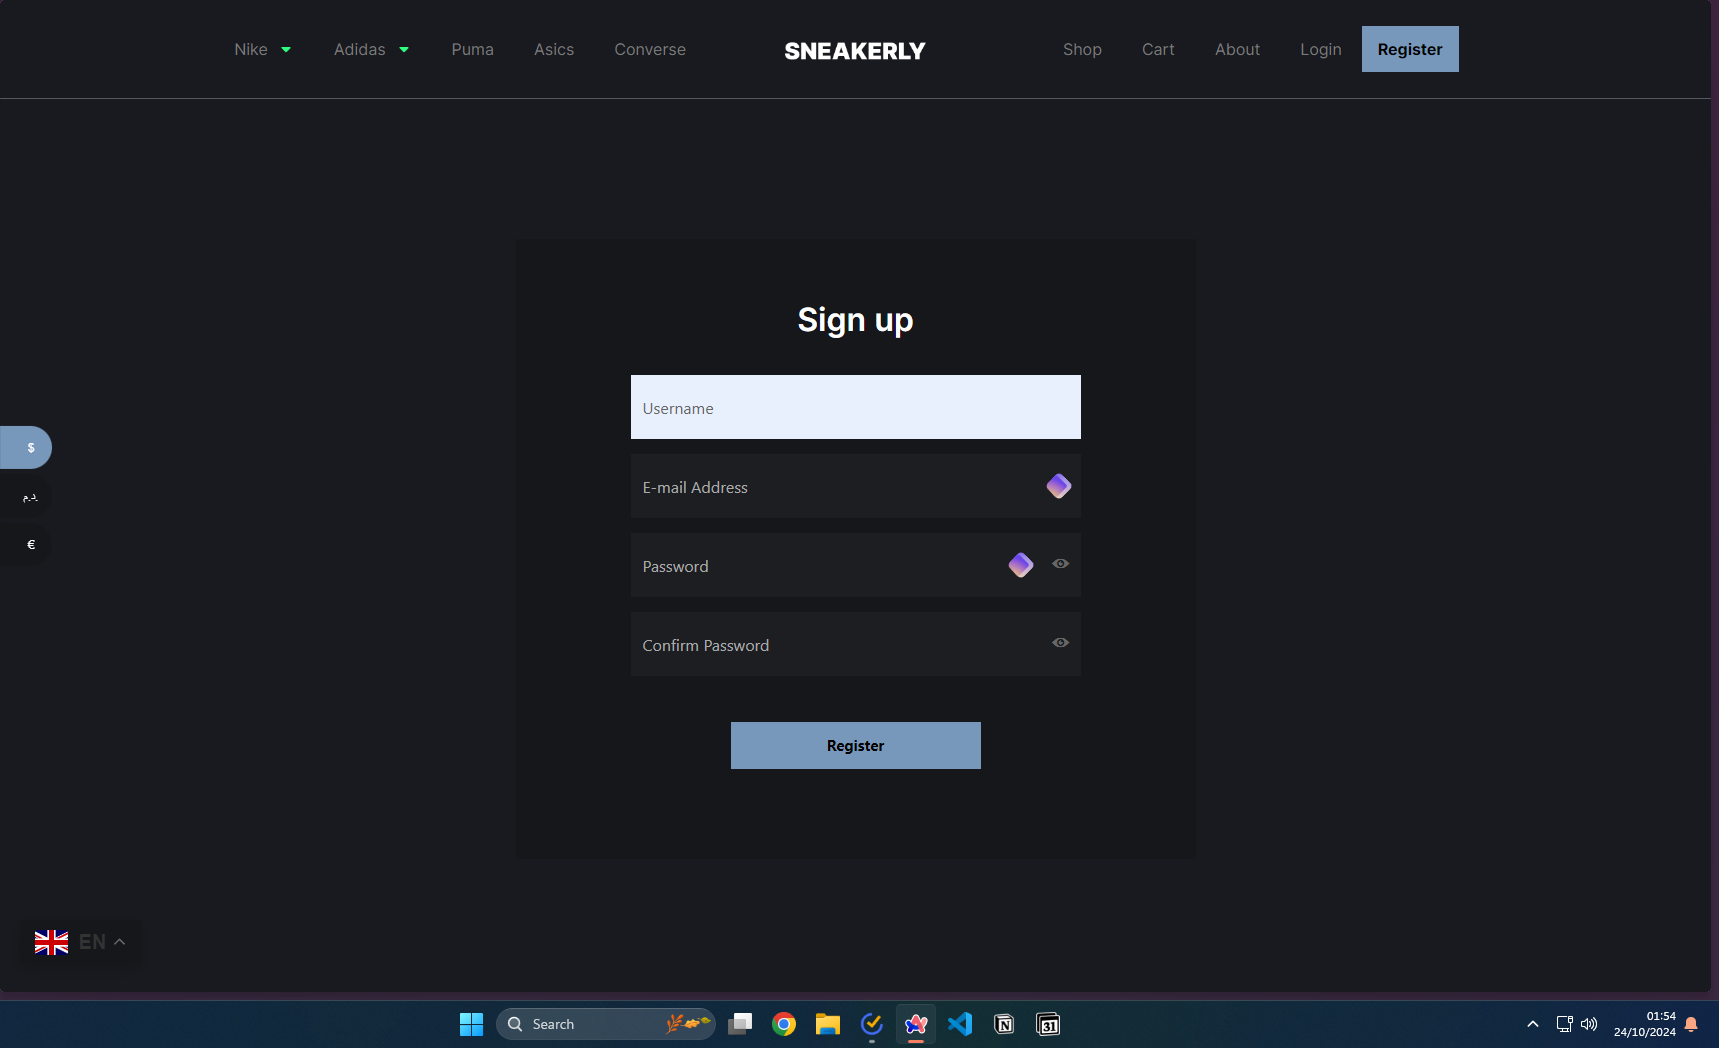 Nike Adidas Puma Asics Converse SNEAKERLY Shop Cart About Login Register
Sign up
Username
$
E-mail Address
د.م.
€
Password
Confirm Password
Register
EN
Search
31
01:54
24/10/2024